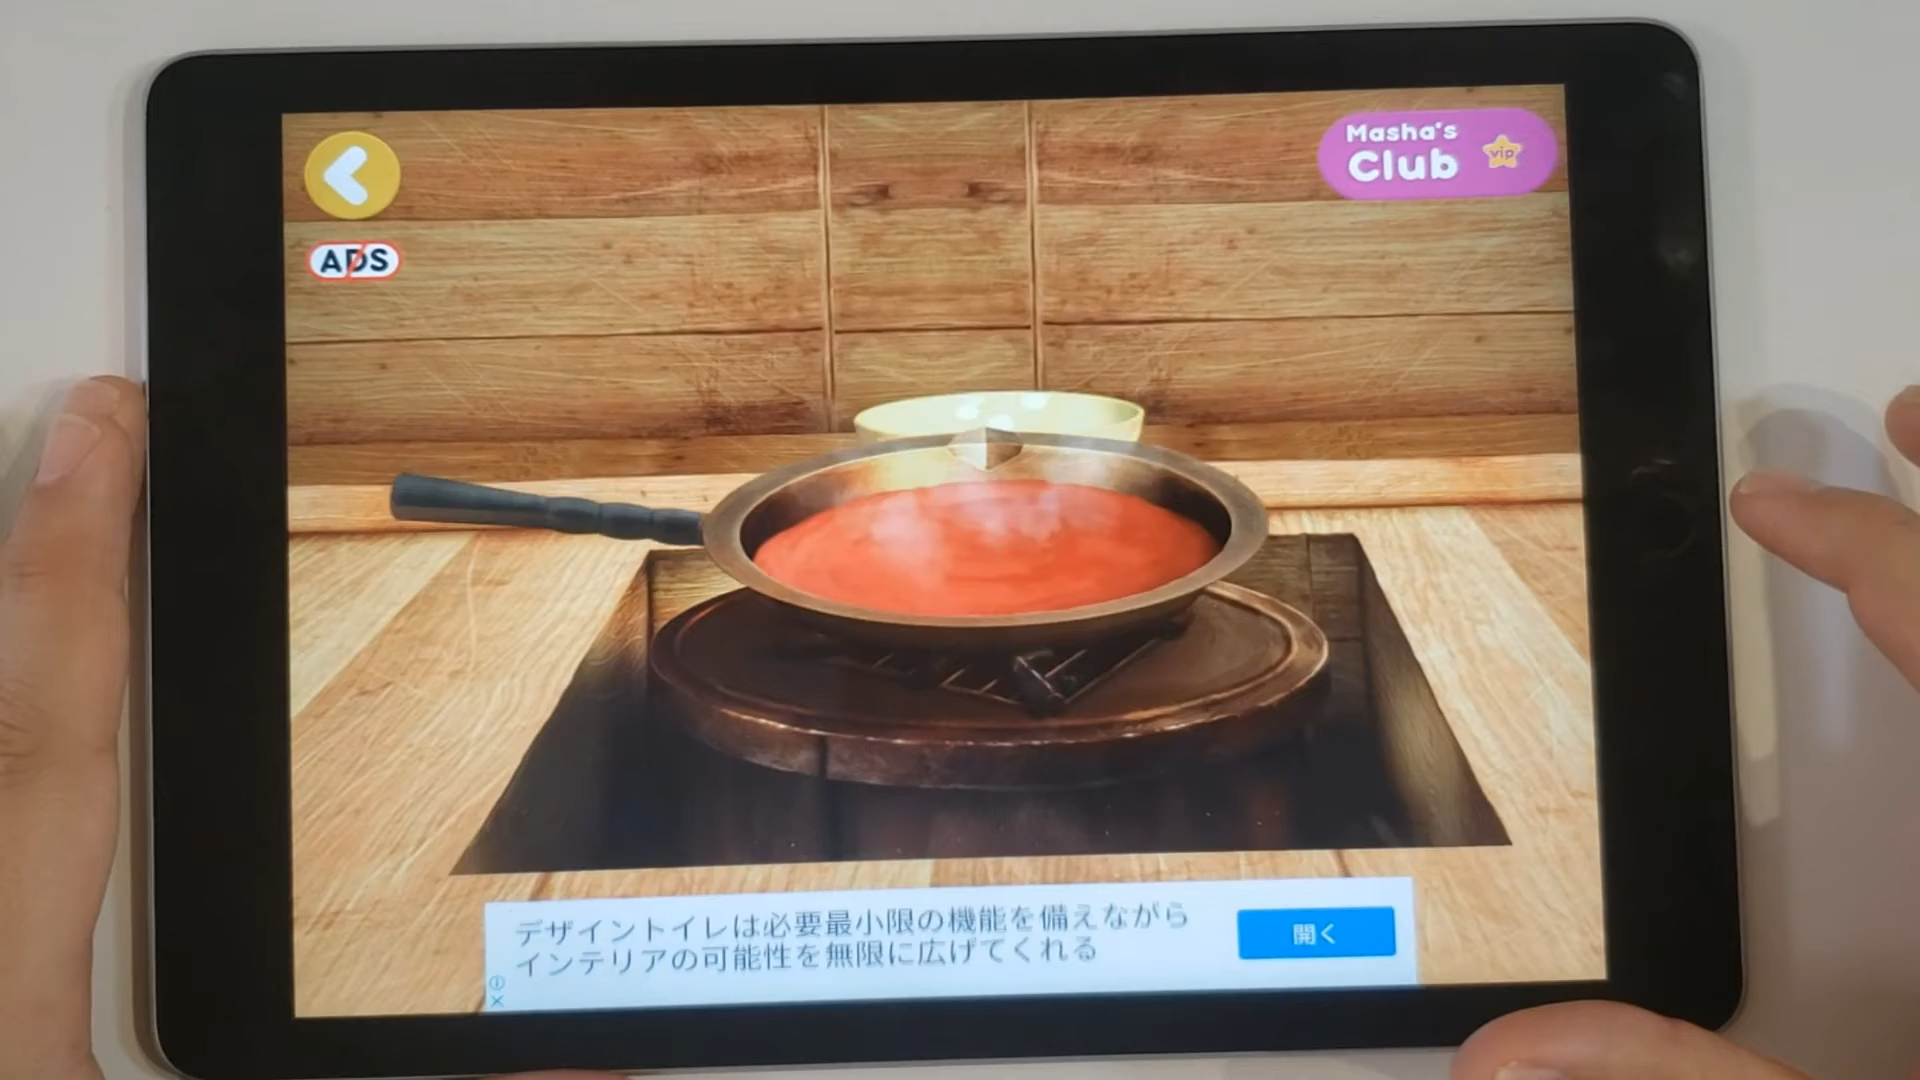 Masha's
Club
vip
ADS
デザイントイレは必要最小限の機能を備えながら
インテリアの可能性を無限に広げてくれる
開く